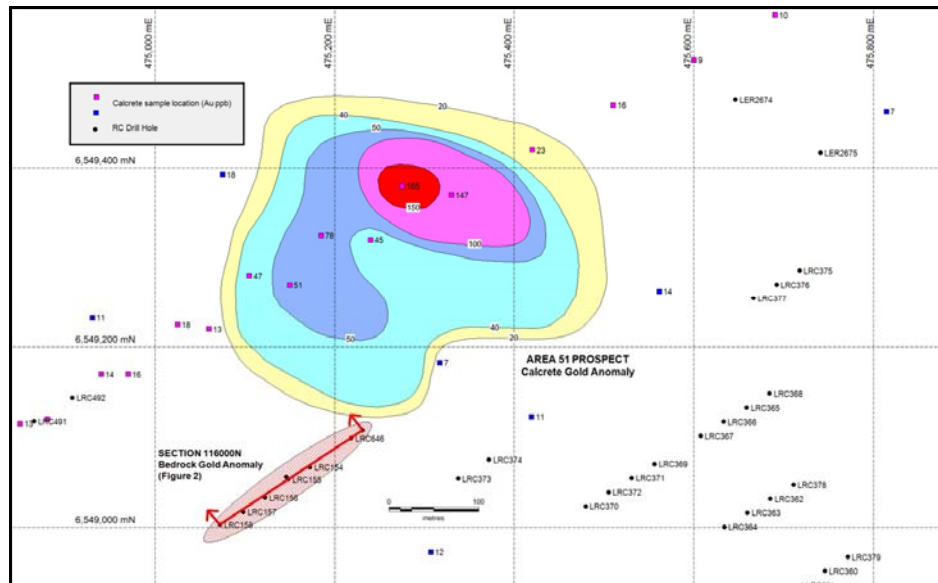 475,000 mE
475,200 mE
475,400 mE
475,600 mE
475,800 mE
10
9
Calcrete sample location (Au ppb)
RC Drill Hole
20
40
50
16
LER2674
7
23
LER2675
6,549,400 mN
18
165
147
150
78
45
100
47
51
LRC375
LRC376
LRC377
14
11
18
13
40
20
50
6,549,200 mN
7
AREA 51 PROSPECT
Calcrete Gold Anomaly
14
16
LRC492
LRC368
LRC365
13
LRC491
11
LRC366
LRC367
LRC646
SECTION 116000N
Bedrock Gold Anomaly
(Figure 2)
LRC154
LRC155
LRC156
LRC157
LRC158
LRC374
LRC373
LRC369
LRC371
LRC372
LRC370
0
100
metres
LRC378
LRC362
LRC363
LRC364
6,549,000 mN
12
LRC379
LRC360